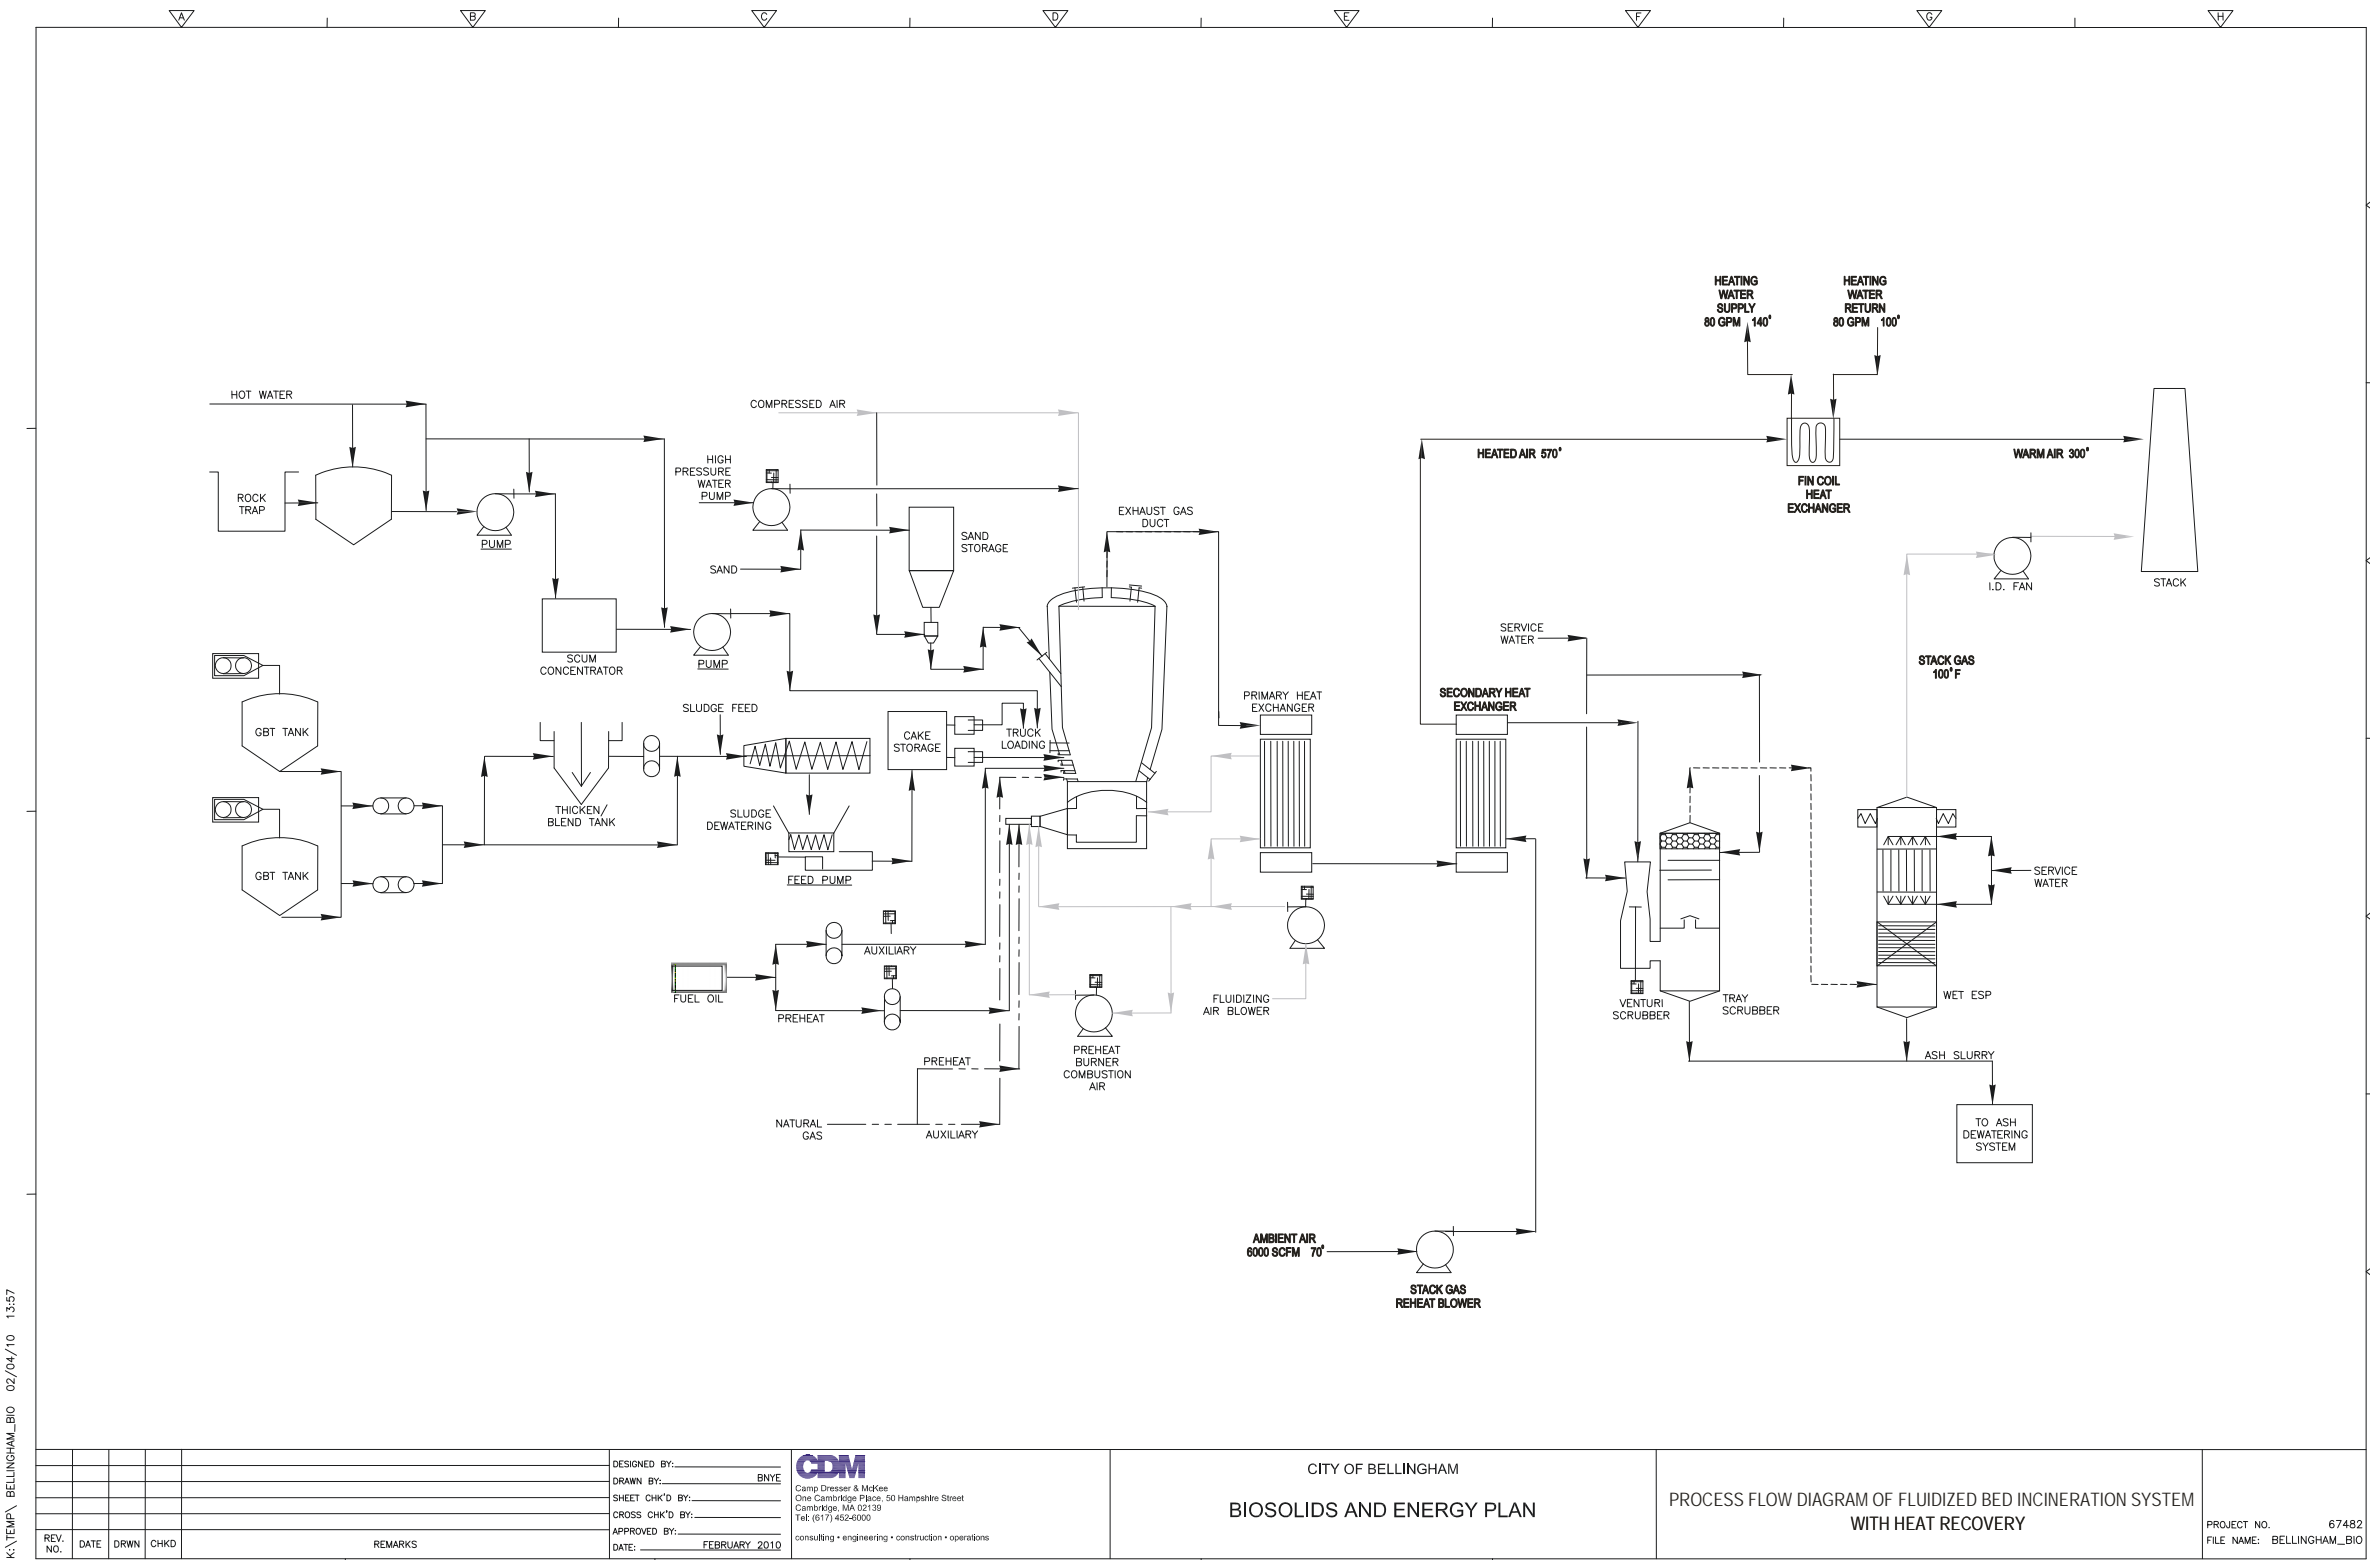 A
B
C
D
E
F
G
H
HEATING
WATER
SUPPLY
80 GPM 140°
HEATING
WATER
RETURN
80 GPM 100°
HOT WATER
COMPRESSED AIR
HEATED AIR 570°
WARM AIR 300°
HIGH
PRESSURE
WATER
PUMP
FIN COIL
HEAT
EXCHANGER
ROCK
TRAP
PUMP
EXHAUST GAS
DUCT
SAND
STORAGE
SAND
I.D. FAN
STACK
SERVICE
WATER
SCUM
CONCENTRATOR
PUMP
STACK GAS
100° F
PRIMARY HEAT
EXCHANGER
SECONDARY HEAT
EXCHANGER
SLUDGE FEED
GBT TANK
CAKE
STORAGE
TRUCK
LOADING
THICKEN/
BLEND TANK
SLUDGE
DEWATERING
GBT TANK
FEED PUMP
SERVICE
WATER
AUXILIARY
FUEL OIL
PREHEAT
FLUIDIZING
AIR BLOWER
VENTURI
SCRUBBER
TRAY
SCRUBBER
WET ESP
PREHEAT
BURNER
COMBUSTION
AIR
PREHEAT
ASH SLURRY
NATURAL
GAS
AUXILIARY
TO ASH
DEWATERING
SYSTEM
AMBIENT AIR
6000 SCFM 70°
STACK GAS
REHEAT BLOWER
K:\TEMP\ BELLINGHAM_BIO 02/04/10 13:57
REV.
NO.
DATE
DRWN
CHKD
REMARKS
DESIGNED BY:
DRAWN BY: BNYE
SHEET CHK'D BY:
CROSS CHK'D BY:
APPROVED BY:
DATE: FEBRUARY 2010
CDM
Camp Dresser & McKee
One Cambridge Place, 50 Hampshire Street
Cambridge, MA 02139
Tel: (617) 452-6000
consulting • engineering • construction • operations
CITY OF BELLINGHAM
BIOSOLIDS AND ENERGY PLAN
PROCESS FLOW DIAGRAM OF FLUIDIZED BED INCINERATION SYSTEM
WITH HEAT RECOVERY
PROJECT NO. 67482
FILE NAME: BELLINGHAM_BIO